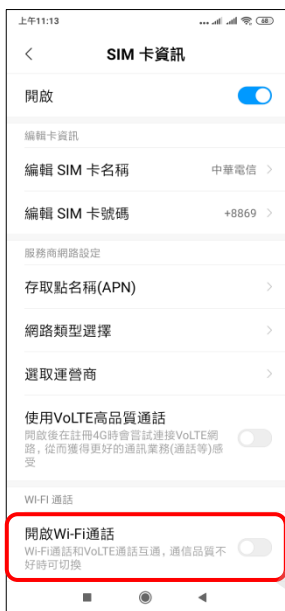 上午11:13
68
SIM 卡資訊
開啟
編輯卡資訊
編輯 SIM 卡名稱 中華電信
編輯 SIM 卡號碼 +8869
服務商網路設定
存取點名稱(APN)
網路類型選擇
選取運營商
使用VoLTE高品質通話
開啟後在註冊4G時會嘗試連接VoLTE網
路，從而獲得更好的通訊業務(通話等)感
受
WI-FI 通話
開啟Wi-Fi通話
Wi-Fi通話和VoLTE通話互通，通信品質不
好時可切換